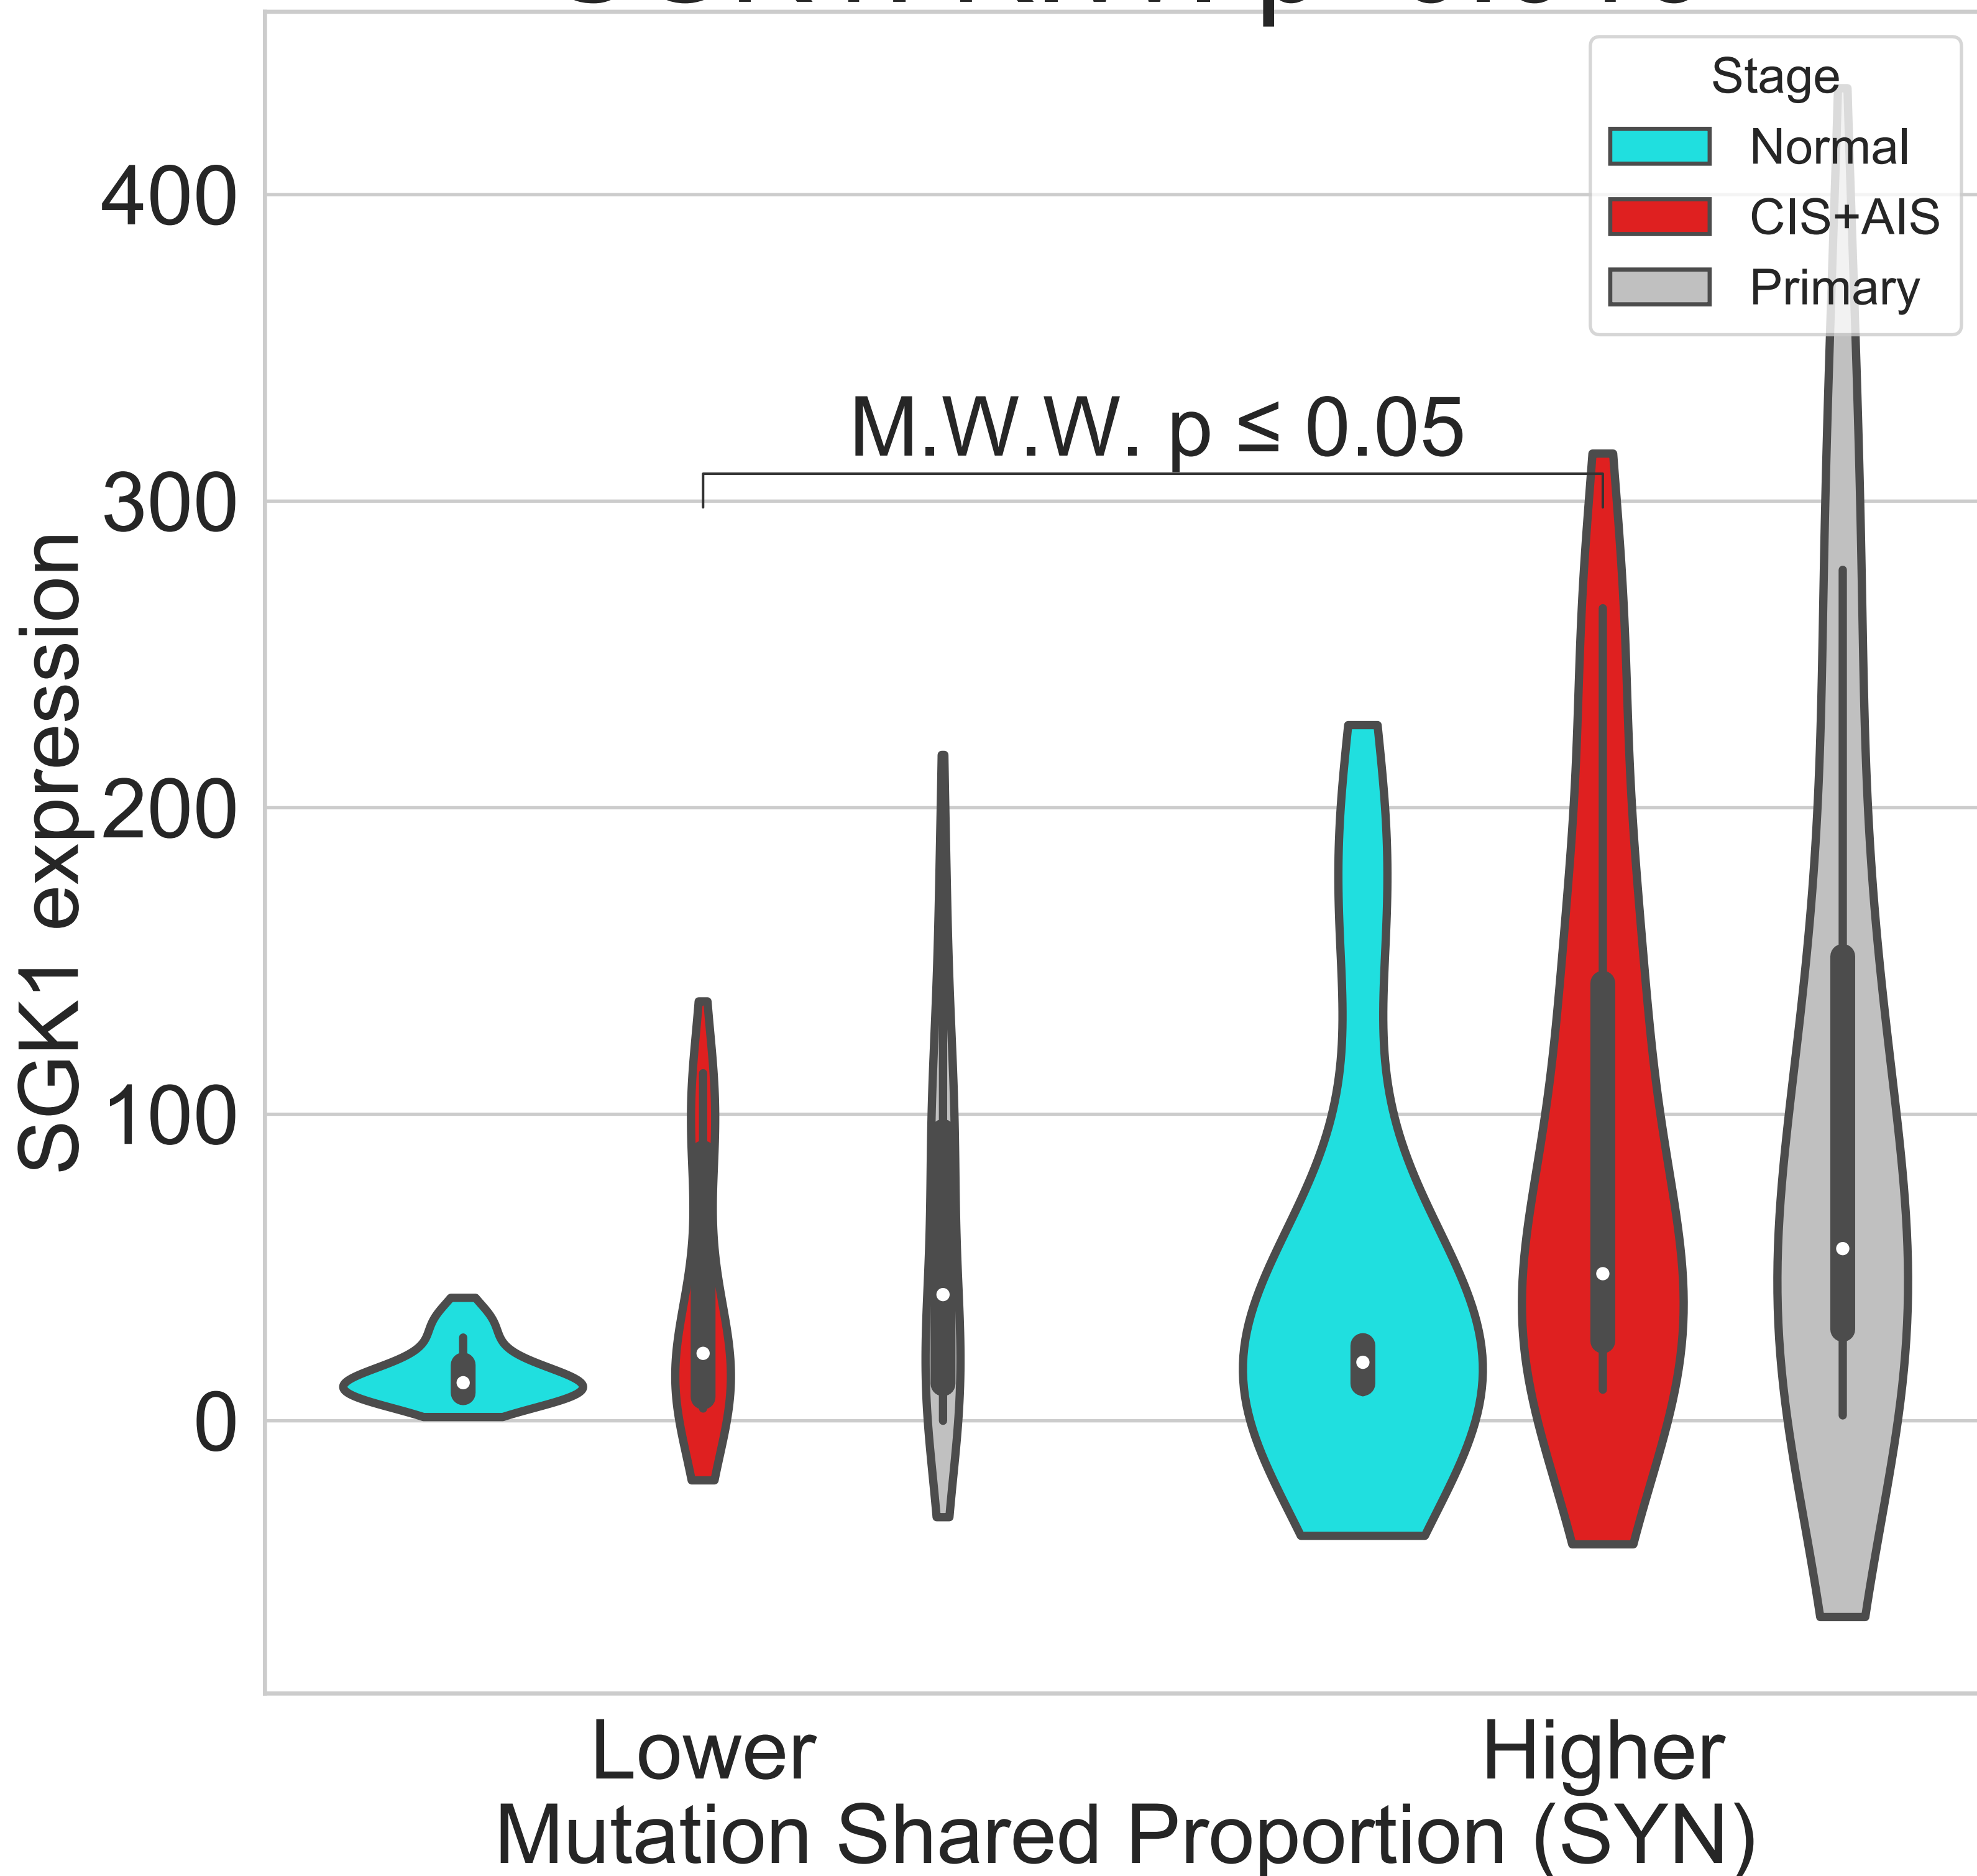 Stage
Normal
CIS+AIS
Primary
M.W.W. p ≤ 0.05
400
300
200
100
0
SGK1 expression
Lower
Higher
Mutation Shared Proportion (SYN)